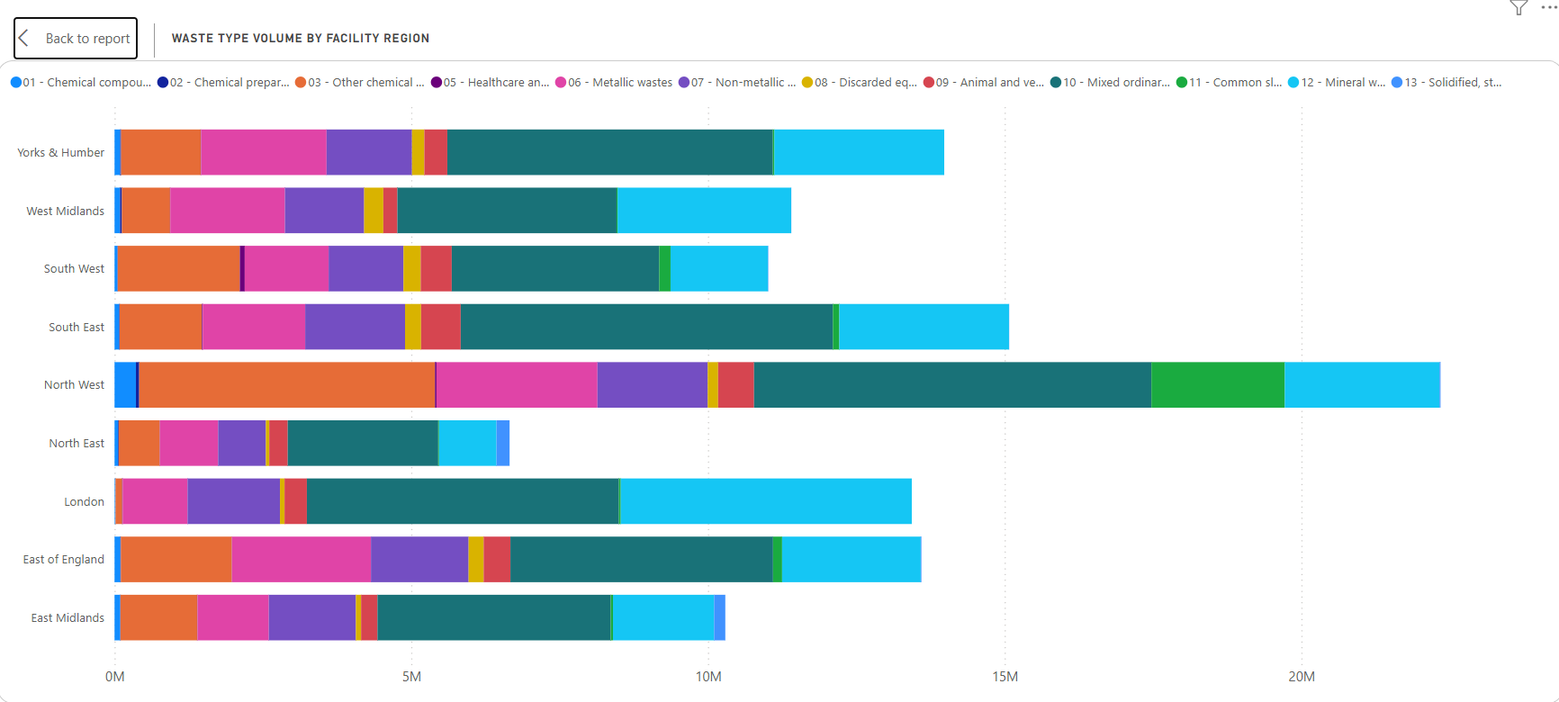 Back to report
WASTE TYPE VOLUME BY FACILITY REGION
01 - Chemical compou... 02 - Chemical prepar... 03 - Other chemical ... 05 - Healthcare an... 06 - Metallic wastes 07 - Non-metallic ... 08 - Discarded eq... 09 - Animal and ve... 10 - Mixed ordinar... 11 - Common sl... 12 - Mineral w... 13 - Solidified, st...
Yorks & Humber
West Midlands
South West
South East
North West
North East
London
East of England
East Midlands
0M 5M 10M 15M 20M